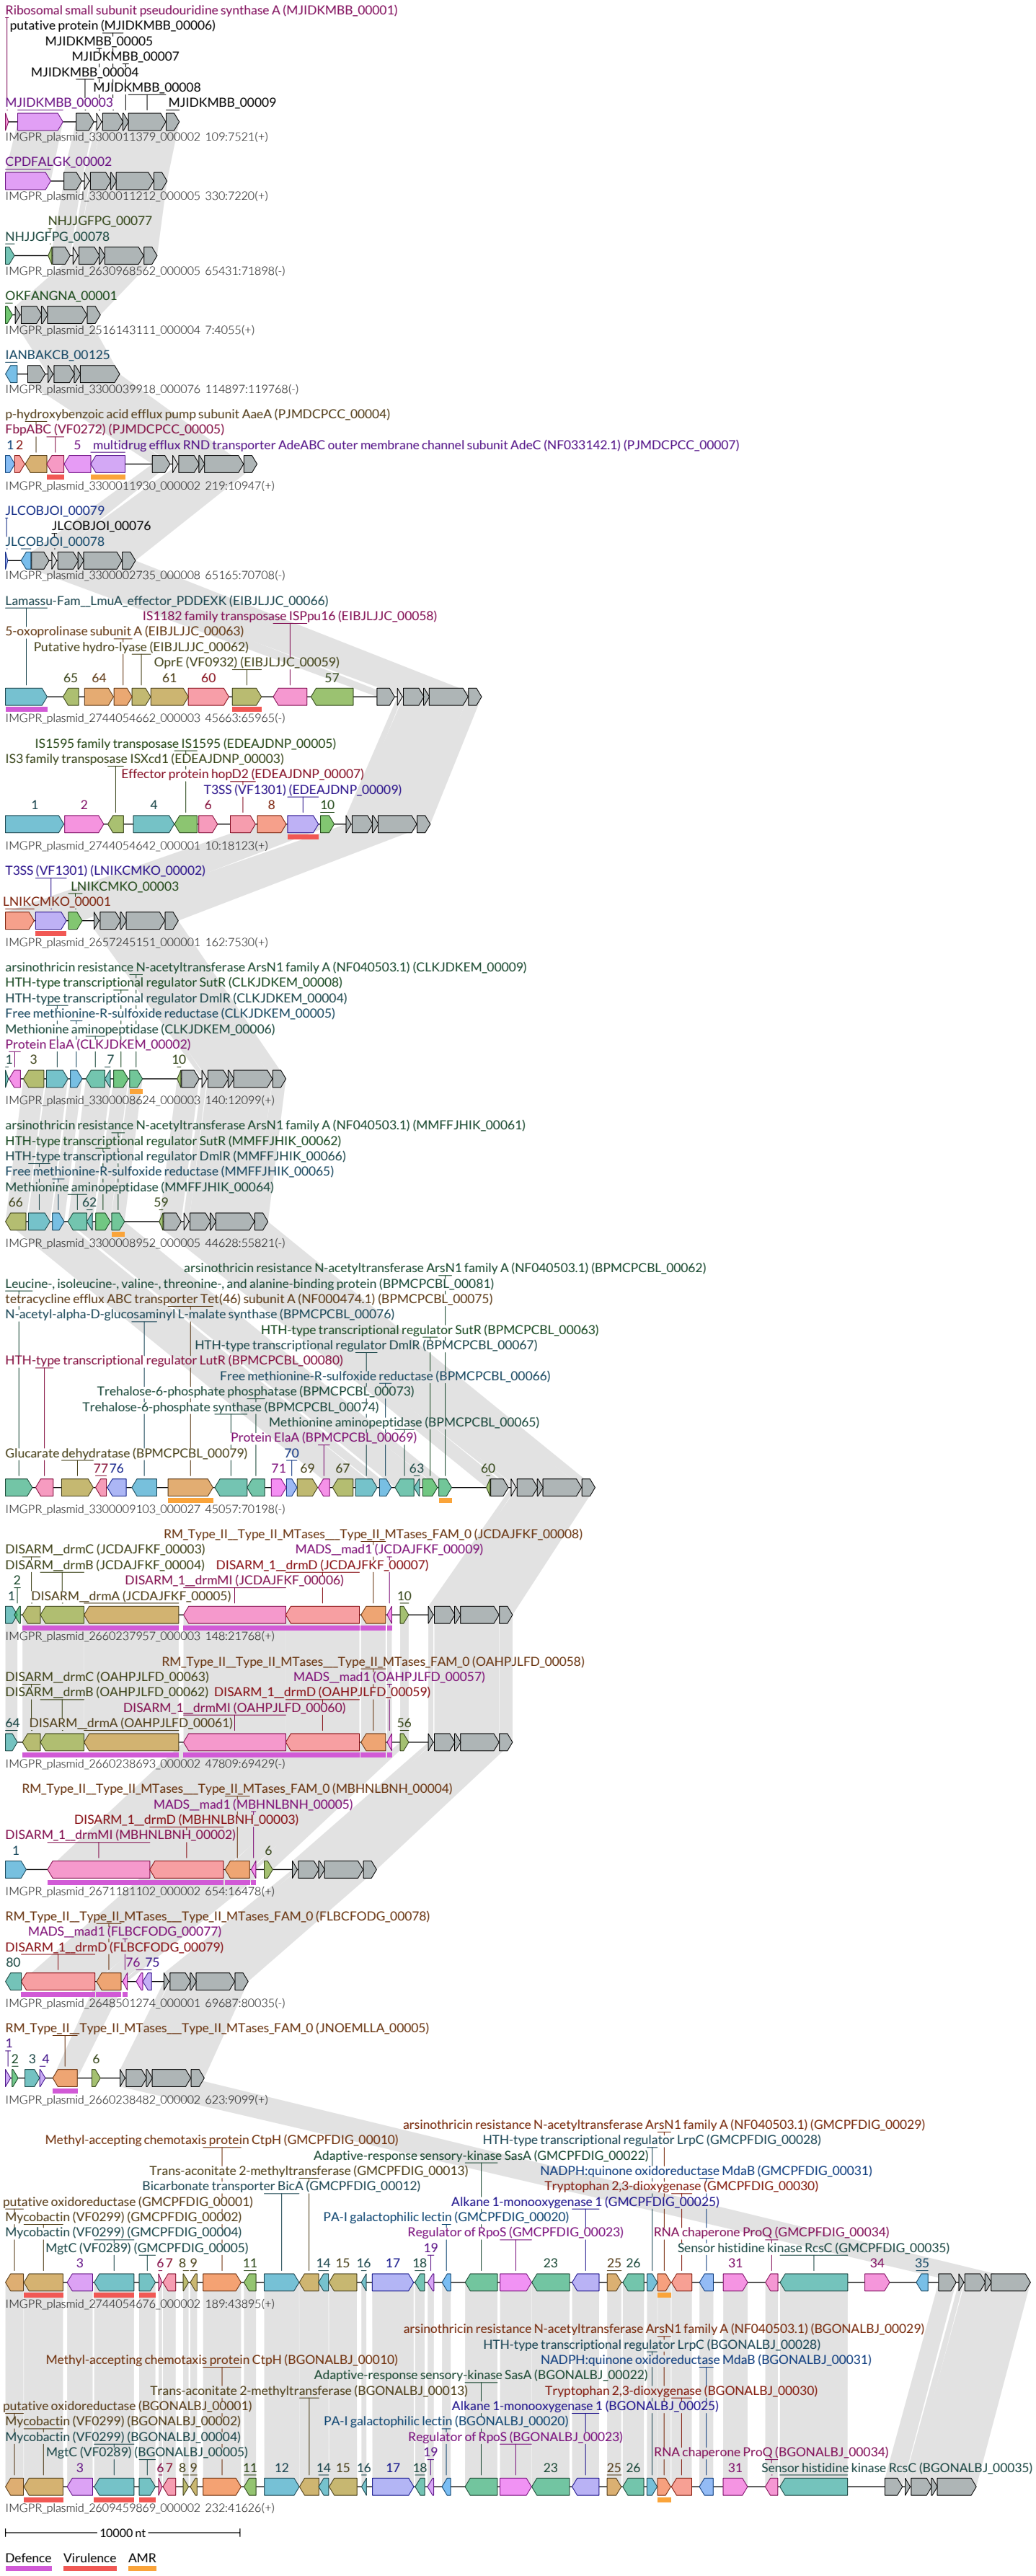 Ribosomal small subunit pseudouridine synthase A (MJIDKMBB_00001)
putative protein (MJIDKMBB_00006)
MJIDKMBB_00005
MJIDKMBB_00007
MJIDKMBB_00004
MJIDKMBB_00008
MJIDKMBB_00003 MJIDKMBB_00009
IMGPR_plasmid_3300011379_000002 109:7521(+)
CPDFALGK_00002
IMGPR_plasmid_3300011212_000005 330:7220(+)
NHJJGFPG_00077
NHJJGFPG_00078
IMGPR_plasmid_2630968562_000005 65431:71898(-)
OKFANGNA_00001
IMGPR_plasmid_2516143111_000004 7:4055(+)
IANBAKCB_00125
IMGPR_plasmid_3300039918_000076 114897:119768(-)
p-hydroxybenzoic acid efflux pump subunit AaeA (PJMDCPCC_00004)
FbpABC (VF0272) (PJMDCPCC_00005)
1 2 5 multidrug efflux RND transporter AdeABC outer membrane channel subunit AdeC (NF033142.1) (PJMDCPCC_00007)
IMGPR_plasmid_3300011930_000002 219:10947(+)
JLCOBJOI_00079
JLCOBJOI_00076
JLCOBJOI_00078
IMGPR_plasmid_3300002735_000008 65165:70708(-)
Lamassu-Fam__LmuA_effector_PDDEXK (EIBJLJJC_00066)
IS1182 family transposase ISPpu16 (EIBJLJJC_00058)
5-oxoprolinase subunit A (EIBJLJJC_00063)
Putative hydro-lyase (EIBJLJJC_00062)
OprE (VF0932) (EIBJLJJC_00059)
65 64 61 60 57
IMGPR_plasmid_2744054662_000003 45663:65965(-)
IS1595 family transposase IS1595 (EDEAJDNP_00005)
IS3 family transposase ISXcd1 (EDEAJDNP_00003)
Effector protein hopD2 (EDEAJDNP_00007)
T3SS (VF1301) (EDEAJDNP_00009)
1 2 4 6 8 10
IMGPR_plasmid_2744054642_000001 10:18123(+)
T3SS (VF1301) (LNIKCMKO_00002)
LNIKCMKO_00003
LNIKCMKO_00001
IMGPR_plasmid_2657245151_000001 162:7530(+)
arsinothricin resistance N-acetyltransferase ArsN1 family A (NF040503.1) (CLKJDKEM_00009)
HTH-type transcriptional regulator SutR (CLKJDKEM_00008)
HTH-type transcriptional regulator DmlR (CLKJDKEM_00004)
Free methionine-R-sulfoxide reductase (CLKJDKEM_00005)
Methionine aminopeptidase (CLKJDKEM_00006)
Protein ElaA (CLKJDKEM_00002)
1 3 7 10
IMGPR_plasmid_3300008624_000003 140:12099(+)
arsinothricin resistance N-acetyltransferase ArsN1 family A (NF040503.1) (MMFFJHIK_00061)
HTH-type transcriptional regulator SutR (MMFFJHIK_00062)
HTH-type transcriptional regulator DmlR (MMFFJHIK_00066)
Free methionine-R-sulfoxide reductase (MMFFJHIK_00065)
Methionine aminopeptidase (MMFFJHIK_00064)
66 62 59
IMGPR_plasmid_3300008952_000005 44628:55821(-)
arsinothricin resistance N-acetyltransferase ArsN1 family A (NF040503.1) (BPMCPCBL_00062)
Leucine-, isoleucine-, valine-, threonine-, and alanine-binding protein (BPMCPCBL_00081)
tetracycline efflux ABC transporter Tet(46) subunit A (NF000474.1) (BPMCPCBL_00075)
N-acetyl-alpha-D-glucosaminyl L-malate synthase (BPMCPCBL_00076)
HTH-type transcriptional regulator SutR (BPMCPCBL_00063)
HTH-type transcriptional regulator DmlR (BPMCPCBL_00067)
HTH-type transcriptional regulator LutR (BPMCPCBL_00080)
Free methionine-R-sulfoxide reductase (BPMCPCBL_00066)
Trehalose-6-phosphate phosphatase (BPMCPCBL_00073)
Trehalose-6-phosphate synthase (BPMCPCBL_00074)
Methionine aminopeptidase (BPMCPCBL_00065)
Protein ElaA (BPMCPCBL_00069)
Glucarate dehydratase (BPMCPCBL_00079) 70
77 76 71 69 67 63 60
IMGPR_plasmid_3300009103_000027 45057:70198(-)
RM_Type_II__Type_II_MTases___Type_II_MTases_FAM_0 (JCDAJFKF_00008)
DISARM__drmC (JCDAJFKF_00003) MADS__mad1 (JCDAJFKF_00009)
DISARM__drmB (JCDAJFKF_00004) DISARM_1__drmD (JCDAJFKF_00007)
2 DISARM_1__drmMI (JCDAJFKF_00006)
1 DISARM__drmA (JCDAJFKF_00005) 10
IMGPR_plasmid_2660237957_000003 148:21768(+)
RM_Type_II__Type_II_MTases___Type_II_MTases_FAM_0 (OAHPJLFD_00058)
DISARM__drmC (OAHPJLFD_00063) MADS__mad1 (OAHPJLFD_00057)
DISARM__drmB (OAHPJLFD_00062) DISARM_1__drmD (OAHPJLFD_00059)
DISARM_1__drmMI (OAHPJLFD_00060)
64 DISARM__drmA (OAHPJLFD_00061) 56
IMGPR_plasmid_2660238693_000002 47809:69429(-)
RM_Type_II__Type_II_MTases___Type_II_MTases_FAM_0 (MBHNLBNH_00004)
MADS__mad1 (MBHNLBNH_00005)
DISARM_1__drmD (MBHNLBNH_00003)
DISARM_1__drmMI (MBHNLBNH_00002)
1 6
IMGPR_plasmid_2671181102_000002 654:16478(+)
RM_Type_II__Type_II_MTases___Type_II_MTases_FAM_0 (FLBCFODG_00078)
MADS__mad1 (FLBCFODG_00077)
DISARM_1__drmD (FLBCFODG_00079)
80 76 75
IMGPR_plasmid_2648501274_000001 69687:80035(-)
RM_Type_II__Type_II_MTases___Type_II_MTases_FAM_0 (JNOEMLLA_00005)
1
2 3 4 6
IMGPR_plasmid_2660238482_000002 623:9099(+)
arsinothricin resistance N-acetyltransferase ArsN1 family A (NF040503.1) (GMCPFDIG_00029)
Methyl-accepting chemotaxis protein CtpH (GMCPFDIG_00010) HTH-type transcriptional regulator LrpC (GMCPFDIG_00028)
Adaptive-response sensory-kinase SasA (GMCPFDIG_00022)
Trans-aconitate 2-methyltransferase (GMCPFDIG_00013) NADPH:quinone oxidoreductase MdaB (GMCPFDIG_00031)
Bicarbonate transporter BicA (GMCPFDIG_00012) Tryptophan 2,3-dioxygenase (GMCPFDIG_00030)
putative oxidoreductase (GMCPFDIG_00001) Alkane 1-monooxygenase 1 (GMCPFDIG_00025)
Mycobactin (VF0299) (GMCPFDIG_00002) PA-I galactophilic lectin (GMCPFDIG_00020)
Mycobactin (VF0299) (GMCPFDIG_00004) Regulator of RpoS (GMCPFDIG_00023) RNA chaperone ProQ (GMCPFDIG_00034)
MgtC (VF0289) (GMCPFDIG_00005) 19 Sensor histidine kinase RcsC (GMCPFDIG_00035)
3 6 7 8 9 11 14 15 16 17 18 23 25 26 31 34 35
IMGPR_plasmid_2744054676_000002 189:43895(+)
arsinothricin resistance N-acetyltransferase ArsN1 family A (NF040503.1) (BGONALBJ_00029)
HTH-type transcriptional regulator LrpC (BGONALBJ_00028)
Methyl-accepting chemotaxis protein CtpH (BGONALBJ_00010) NADPH:quinone oxidoreductase MdaB (BGONALBJ_00031)
Adaptive-response sensory-kinase SasA (BGONALBJ_00022)
Trans-aconitate 2-methyltransferase (BGONALBJ_00013) Tryptophan 2,3-dioxygenase (BGONALBJ_00030)
putative oxidoreductase (BGONALBJ_00001) Alkane 1-monooxygenase 1 (BGONALBJ_00025)
Mycobactin (VF0299) (BGONALBJ_00002) PA-I galactophilic lectin (BGONALBJ_00020)
Mycobactin (VF0299) (BGONALBJ_00004) Regulator of RpoS (BGONALBJ_00023)
MgtC (VF0289) (BGONALBJ_00005) 19 RNA chaperone ProQ (BGONALBJ_00034)
3 6 7 8 9 11 12 14 15 16 17 18 23 25 26 31 Sensor histidine kinase RcsC (BGONALBJ_00035)
IMGPR_plasmid_2609459869_000002 232:41626(+)
10000 nt
Defence Virulence AMR